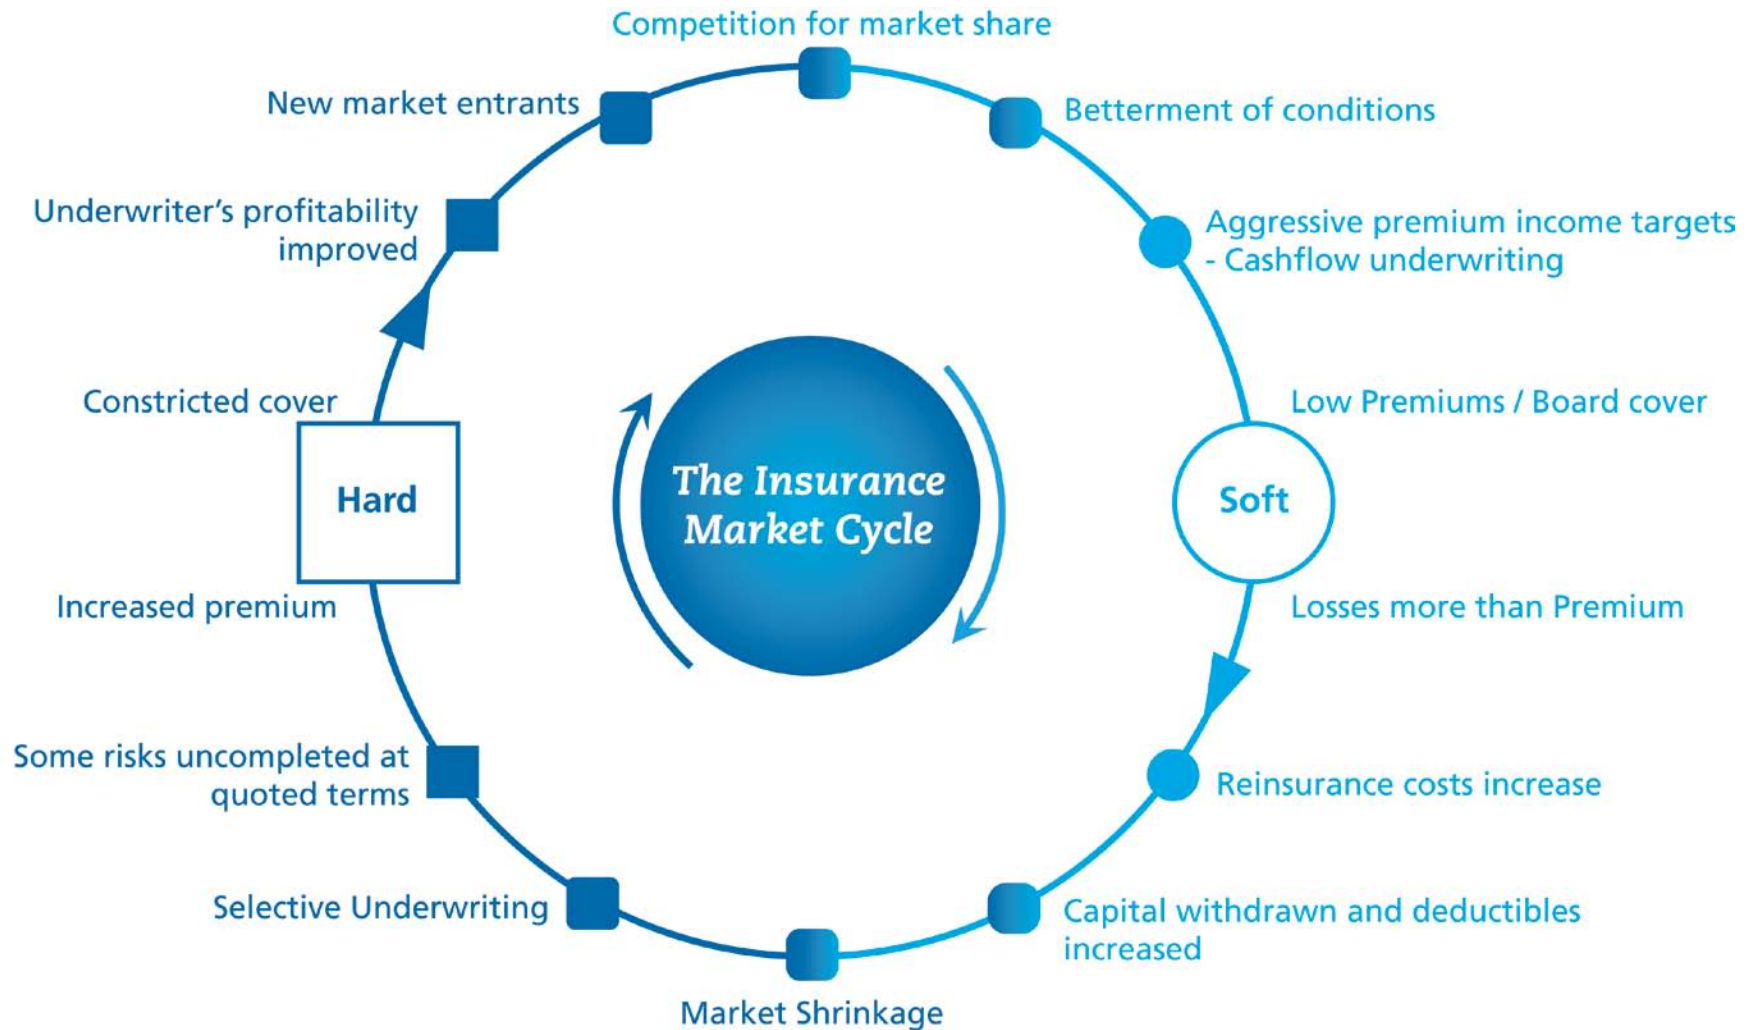 Competition for market share
New market entrants
Betterment of conditions
Underwriter's profitability
improved
Aggressive premium income targets
- Cashflow underwriting
Constricted cover
Low Premiums / Board cover
Hard
The Insurance
Market Cycle
Soft
Increased premium
Losses more than Premium
Some risks uncompleted at
quoted terms
Reinsurance costs increase
Selective Underwriting
Capital withdrawn and deductibles
increased
Market Shrinkage